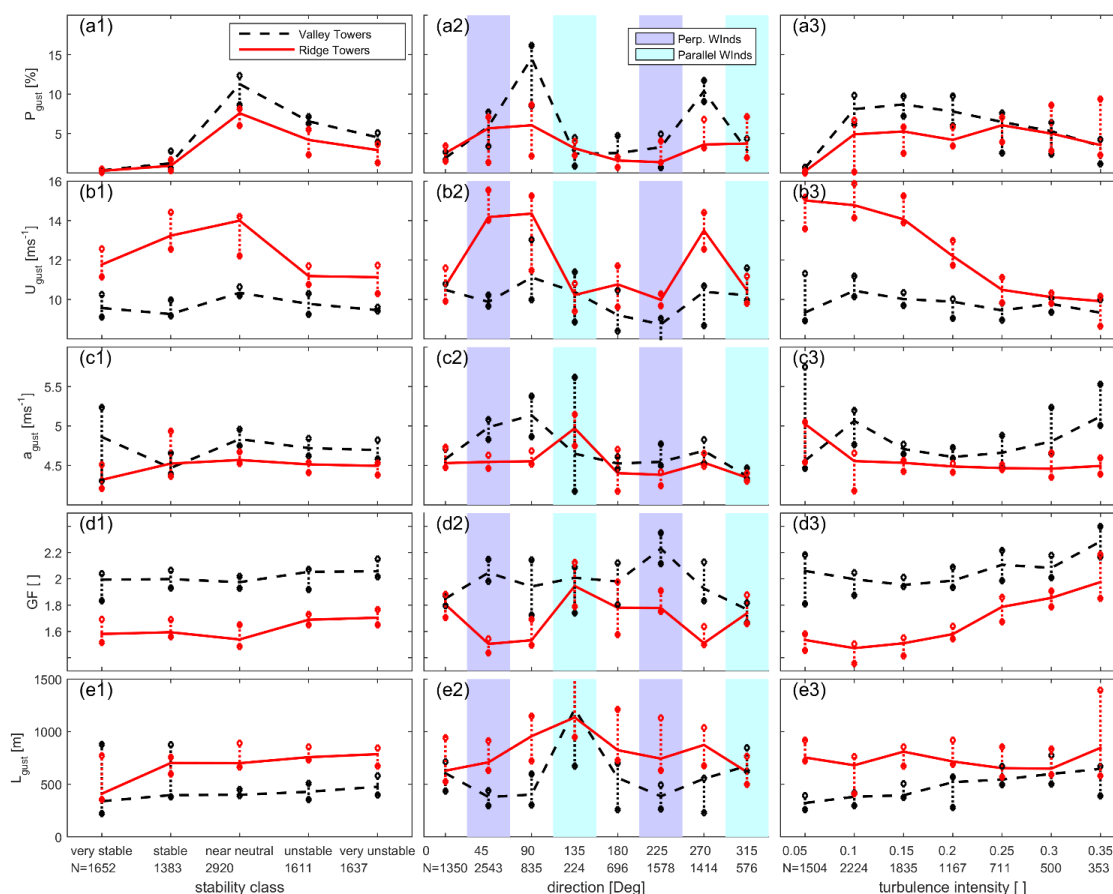 (a1) (a2) (a3)
Valley Towers
Ridge Towers
Perp. WInds
Parallel WInds
P_gust [%]
15
10
5
(b1) (b2) (b3)
U_gust [ms⁻¹]
16
14
12
10
(c1) (c2) (c3)
a_gust [ms⁻¹]
5.5
5
4.5
(d1) (d2) (d3)
GF [ ]
2.2
2
1.8
1.6
(e1) (e2) (e3)
L_gust [m]
1500
1000
500
0
very stable stable near neutral unstable very unstable 0 45 90 135 180 225 270 315 0.05 0.1 0.15 0.2 0.25 0.3 0.35
N=1652 1383 2920 1611 1637 N=1350 2543 835 224 696 1578 1414 576 N=1504 2224 1835 1167 711 500 353
stability class direction [Deg] turbulence intensity [ ]